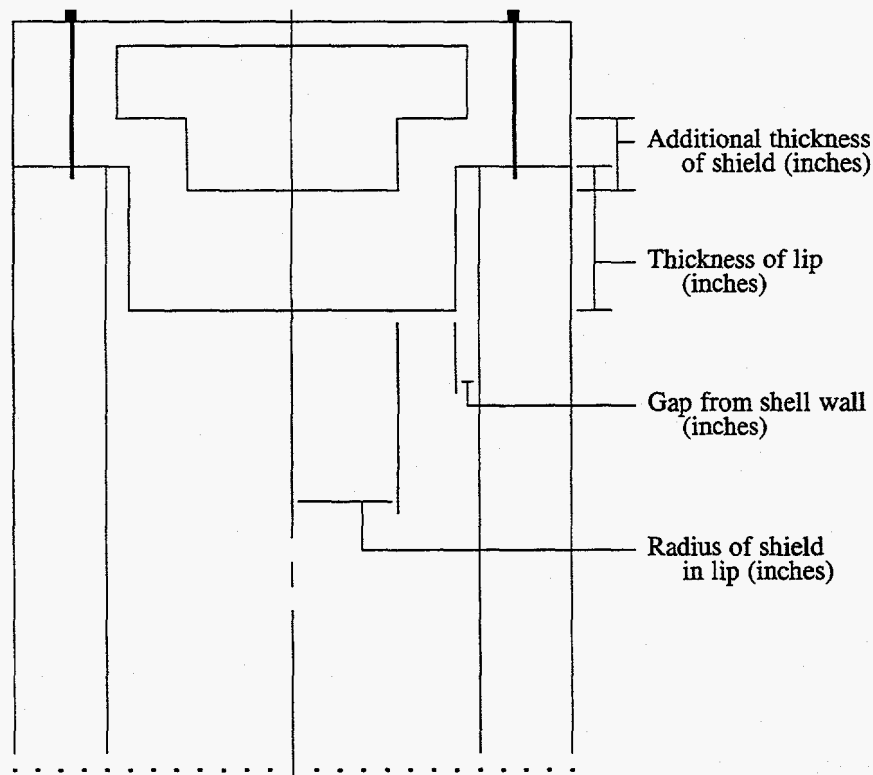 Additional thickness
of shield (inches)
Thickness of lip
(inches)
Gap from shell wall
(inches)
Radius of shield
in lip (inches)